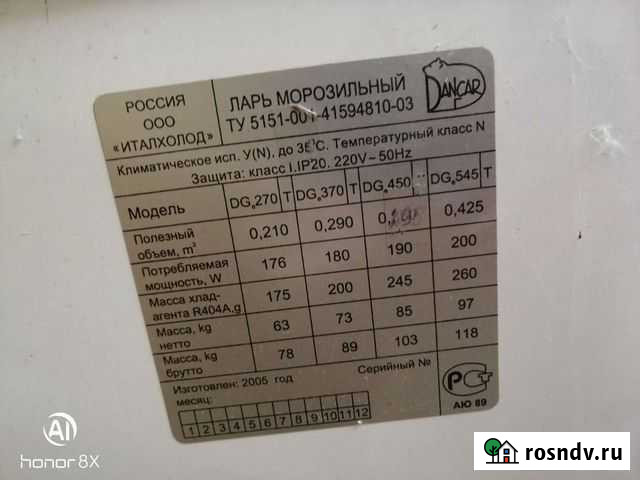 РОССИЯ
ООО
«ИТАЛХОЛОД»
ЛАРЬ МОРОЗИЛЬНЫЙ
ТУ 5151-001-41594810-03
DANCAR
Климатическое исп. У(N), до 38°С. Температурный класс N
Защита: класс I.IP20. 220V~50Hz
Модель DG 270 T DG 370 T DG 450 DG 545 T
Полезный объем, m³ 0,210 0,290 0, 0,425
Потребляемая мощность, W 176 180 190 200
Масса хлад-агента R404A,g 175 200 245 260
Масса, kg нетто 63 73 85 97
Масса, kg брутто 78 89 103 118
Изготовлен: 2005 год
Серийный №
месяц:
1 2 3 4 5 6 7 8 9 10 11 12
РСТ
АЮ 89
AI
honor 8X
rosndv.ru